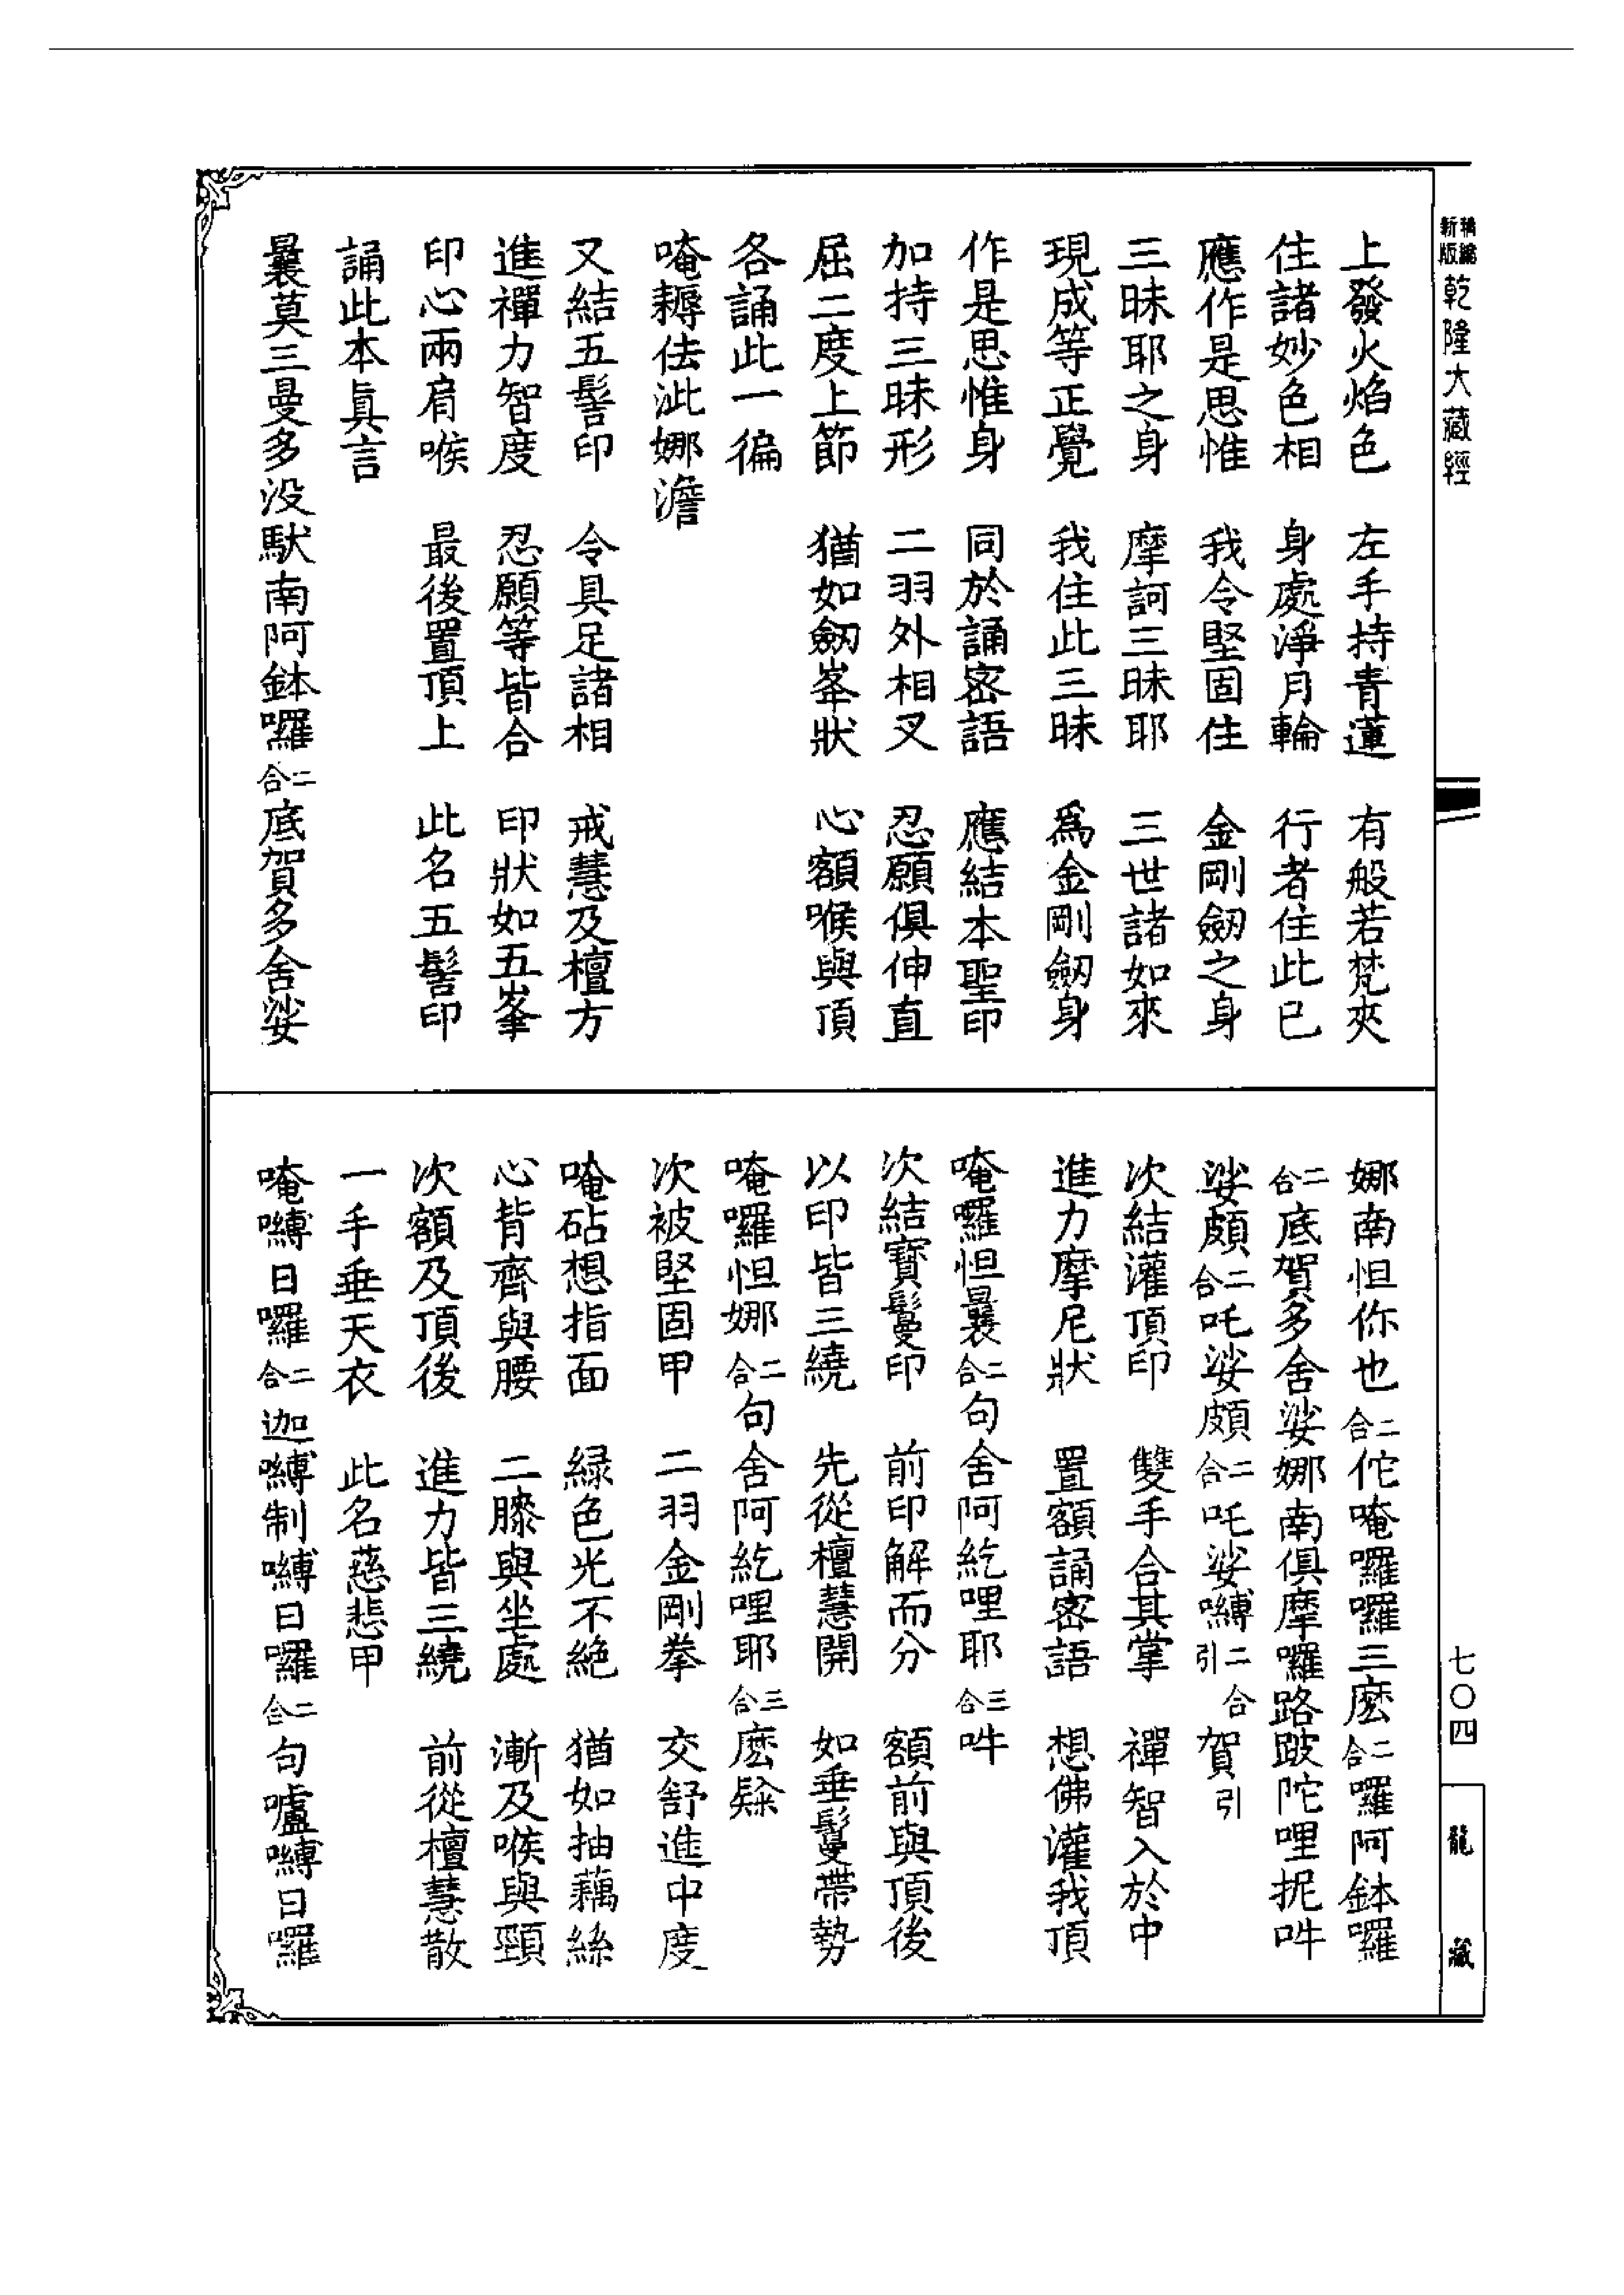 新編
縮版
乾隆大藏經
上發火焰色　左手持青蓮　有般若梵夾
住諸妙色相　身處淨月輪　行者住此已
應作是思惟　我令堅固住　金剛劒之身
三昧耶之身　摩訶三昧耶　三世諸如來
現成等正覺　我住此三昧　爲金剛劒身
作是思惟身　同於誦密語　應結本聖印
加持三昧形　二羽外相叉　忍願俱伸直
屈二度上節　猶如劒峯狀　心額喉與頂
各誦此一徧
唵耨佉泚娜澹
又結五髻印　令具足諸相　戒慧及檀方
進禪力智度　忍願等皆合　印狀如五峯
印心兩肩喉　最後置頂上　此名五髻印
誦此本眞言
曩莫三曼多没馱南阿鉢囉二合底賀多舍娑
娜南怛你也二合佗唵囉囉三麽二合囉阿鉢囉
二合底賀多舍娑娜南俱摩囉路跛陀哩抳吽
娑頗二合吒娑頗二合吒娑嚩二合引賀引
次結灌頂印　雙手合其掌　禪智入於中
進力摩尼狀　置額誦密語　想佛灌我頂
唵囉怛曩二合句舍阿紇哩耶三合吽
次結寶鬘印　前印解而分　額前與頂後
以印皆三繞　先從檀慧開　如垂鬘帶勢
唵囉怛娜二合句舍阿紇哩耶三合麽䶘
次被堅固甲　二羽金剛拳　交舒進中度
唵砧想指面　緑色光不絶　猶如抽藕絲
心背齊與腰　二膝與坐處　漸及喉與頸
次額及頂後　進力皆三繞　前從檀慧散
一手垂天衣　此名慈悲甲
唵嚩日囉二合迦嚩制嚩日囉二合句嚧嚩日囉
七〇四
龍藏